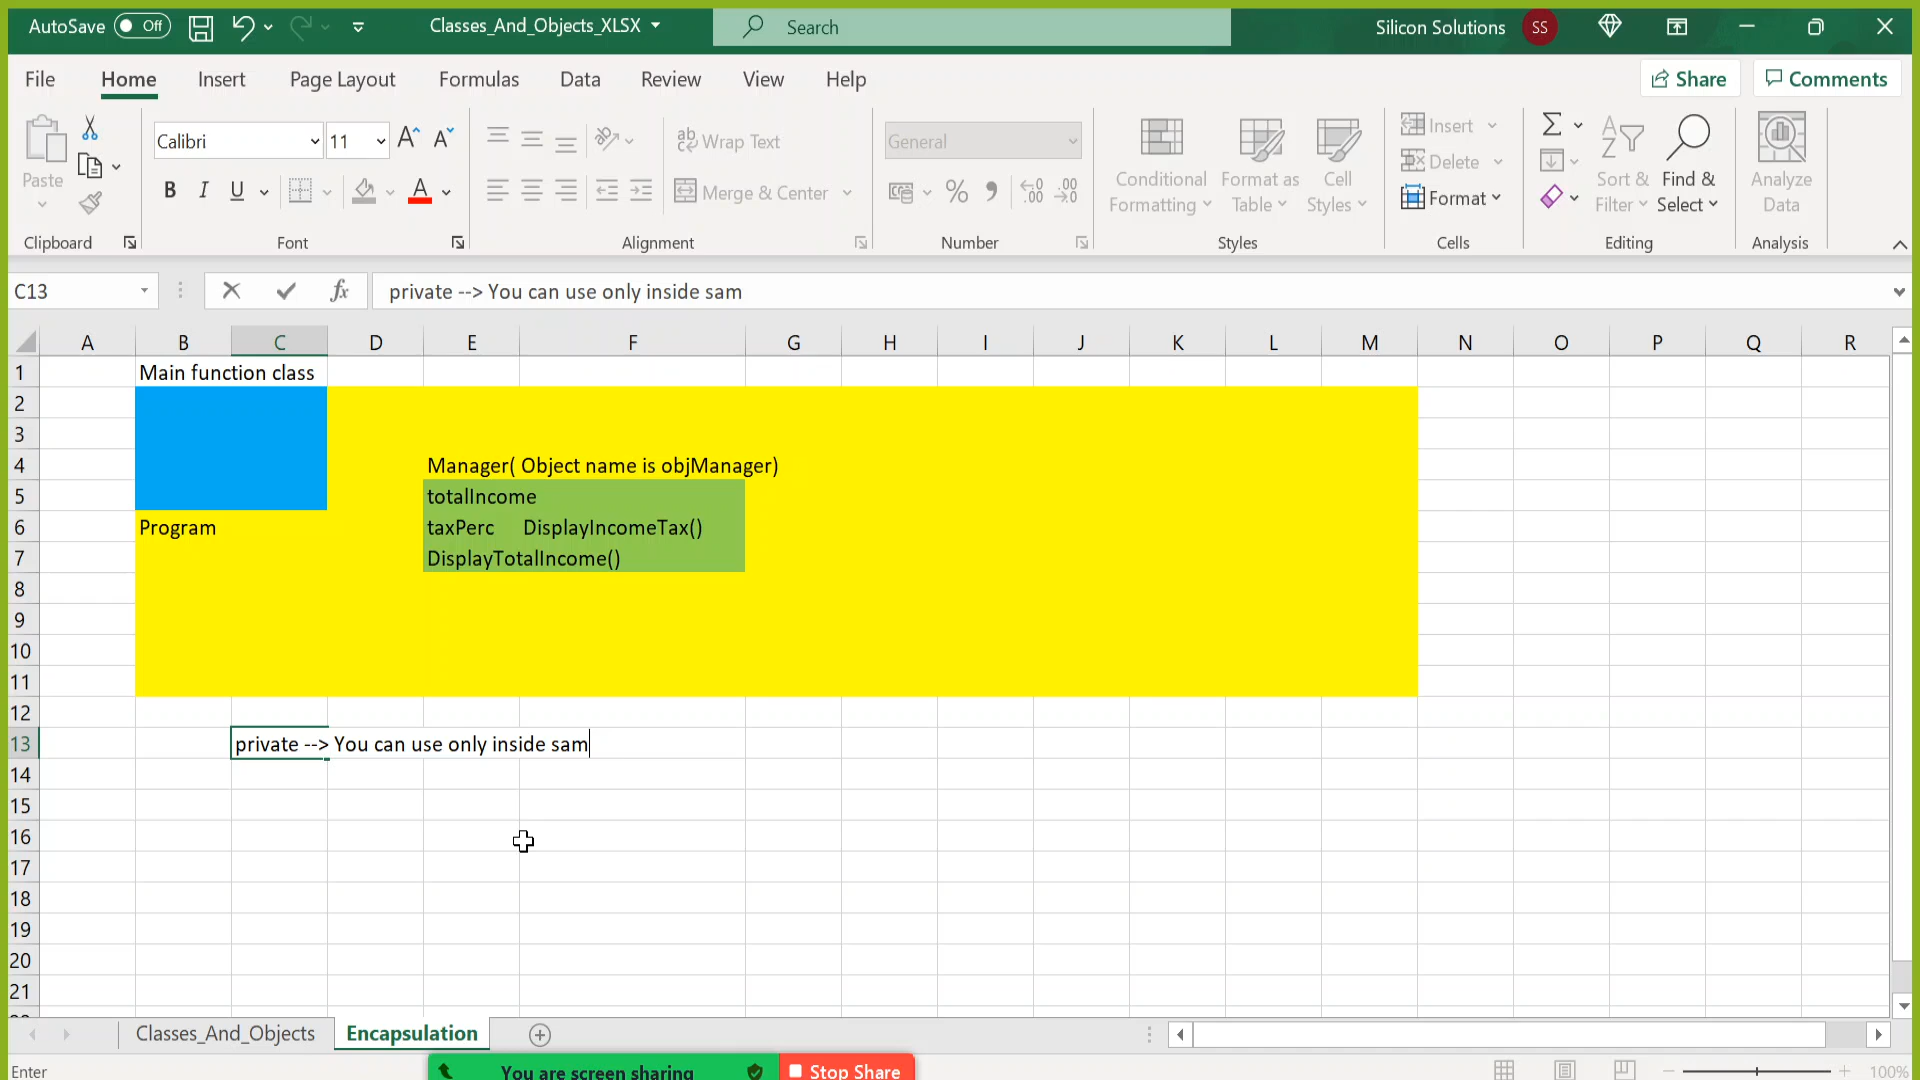 AutoSave Off Classes_And_Objects_XLSX Search Silicon Solutions SS
File Home Insert Page Layout Formulas Data Review View Help Share Comments
Paste
Clipboard
Calibri 11
B I U A
Font
Wrap Text
Merge & Center
Alignment
General
Number
Conditional Formatting
Format as Table
Cell Styles
Styles
Insert
Delete
Format
Cells
Sort & Filter
Find & Select
Editing
Analyze Data
Analysis
C13 fx private --> You can use only inside sam
A B C D E F G H I J K L M N O P Q R
1 Main function class
2
3
4 Manager( Object name is objManager)
5 totalIncome
6 Program taxPerc DisplayIncomeTax()
7 DisplayTotalIncome()
8
9
10
11
12
13 private --> You can use only inside sam
14
15
16
17
18
19
20
21
Classes_And_Objects Encapsulation
Enter You are screen sharing Stop Share 100%